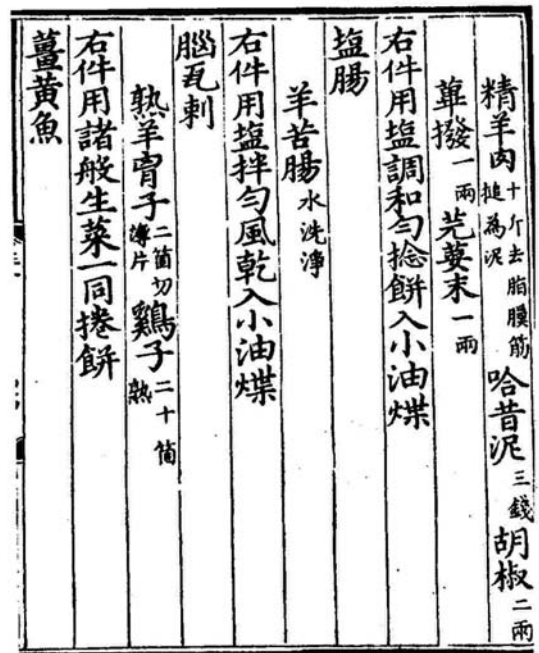 精羊肉十斤去脂膜筋搥為泥哈昔泥三錢胡椒二兩
蓽撥一兩芫荽末一兩
右件用塩調和勻捻餅入小油煠
塩腸
羊苦腸水洗淨
右件用塩拌勻風乾入小油煠
腦瓦剌
熟羊胷子二箇切薄片鷄子二十箇熟
右件用諸般生菜一同捲餅
薑黃魚